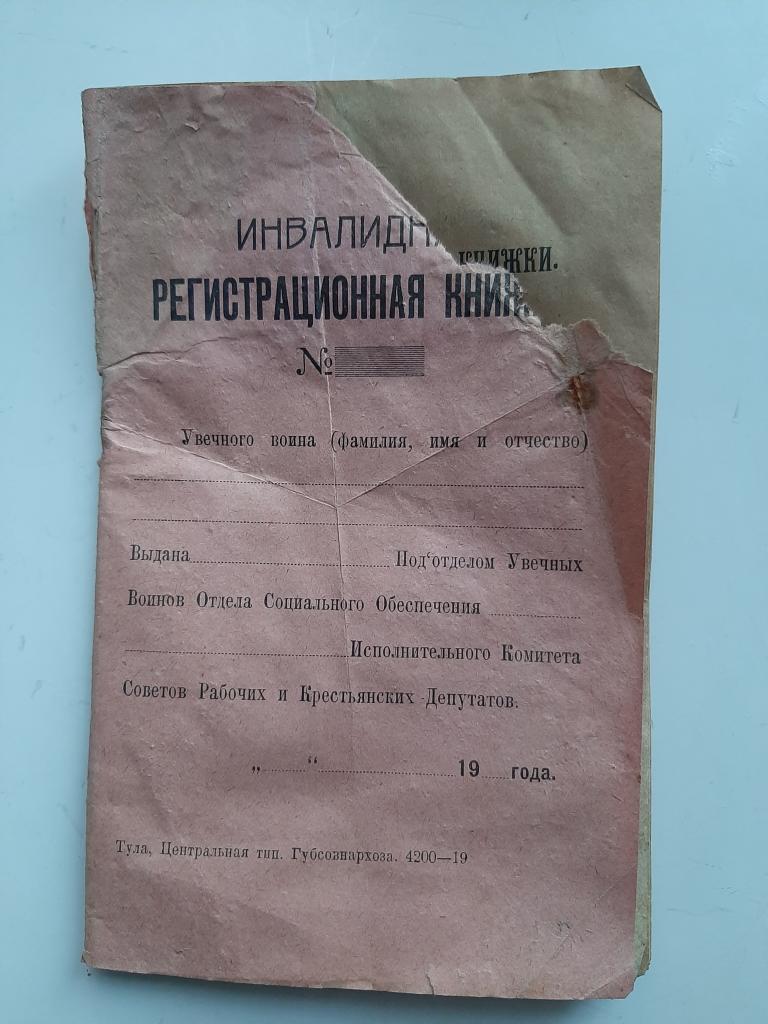 ИНВАЛИДН
книжки.
РЕГИСТРАЦИОННАЯ КНИ
№
Увечного воина (фамилия, имя и отчество)
Выдана Под‘отделом Увечных
Воинов Отдела Социального Обеспечения
Исполнительного Комитета
Советов Рабочих и Крестьянских Депутатов.
„ “ 19 года.
Тула, Центральная тип. Губсовнархоза. 4200—19